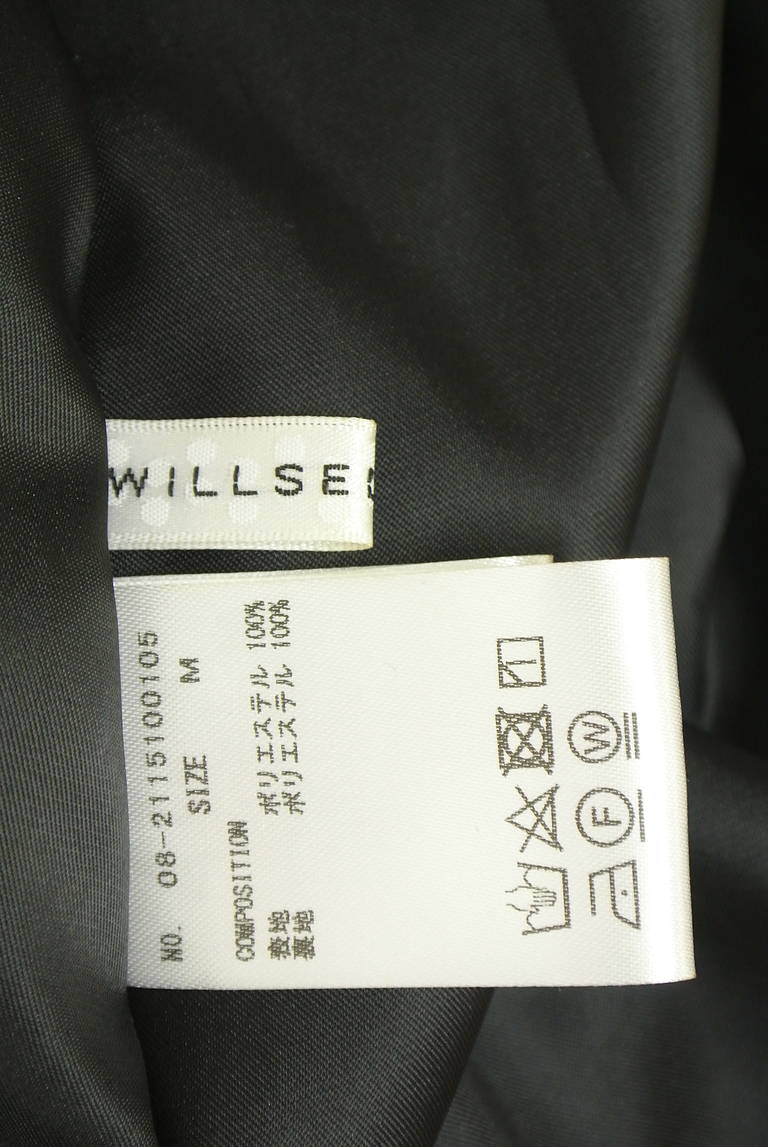 WILLSE
NO. 08-2115100105
SIZE M
COMPOSITION
表地 ポリエステル 100%
裏地 ポリエステル 100%
F W